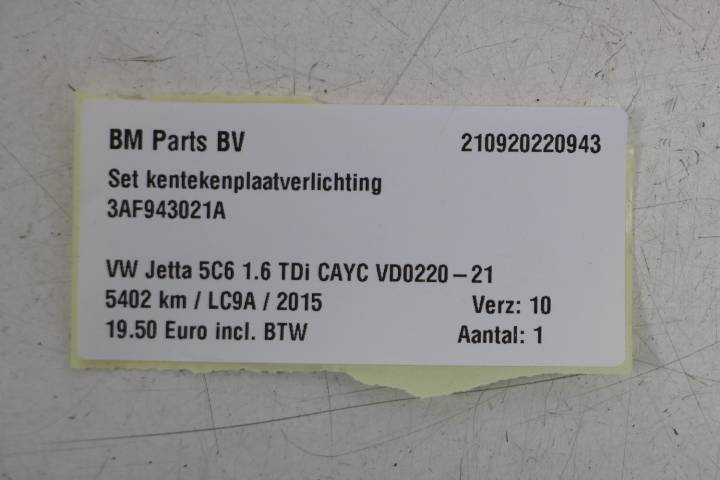 BM Parts BV 210920220943
Set kentekenplaatverlichting
3AF943021A
VW Jetta 5C6 1.6 TDi CAYC VD0220-21
5402 km / LC9A / 2015 Verz: 10
19.50 Euro incl. BTW Aantal: 1